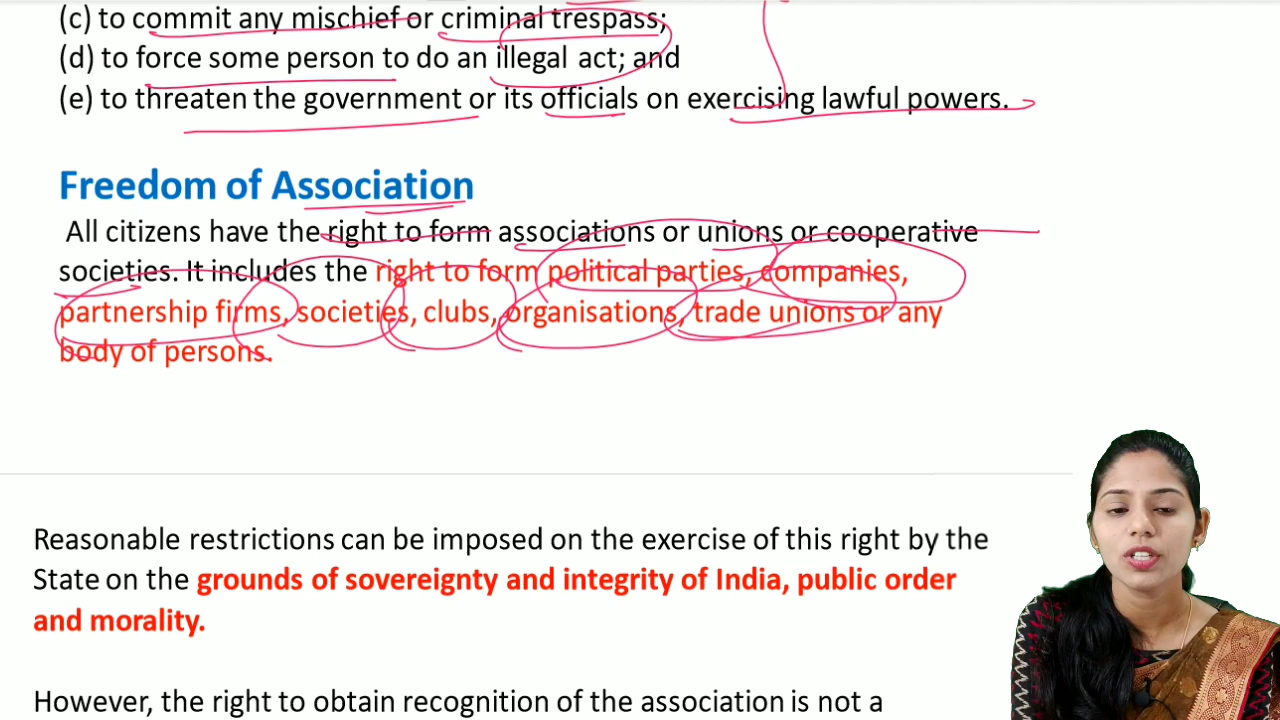 (c) to commit any mischief or criminal trespass;
(d) to force some person to do an illegal act; and
(e) to threaten the government or its officials on exercising lawful powers.
Freedom of Association
All citizens have the right to form associations or unions or cooperative
societies. It includes the right to form political parties, companies,
partnership firms, societies, clubs, organisations, trade unions or any
body of persons.
Reasonable restrictions can be imposed on the exercise of this right by the
State on the grounds of sovereignty and integrity of India, public order
and morality.
However, the right to obtain recognition of the association is not a